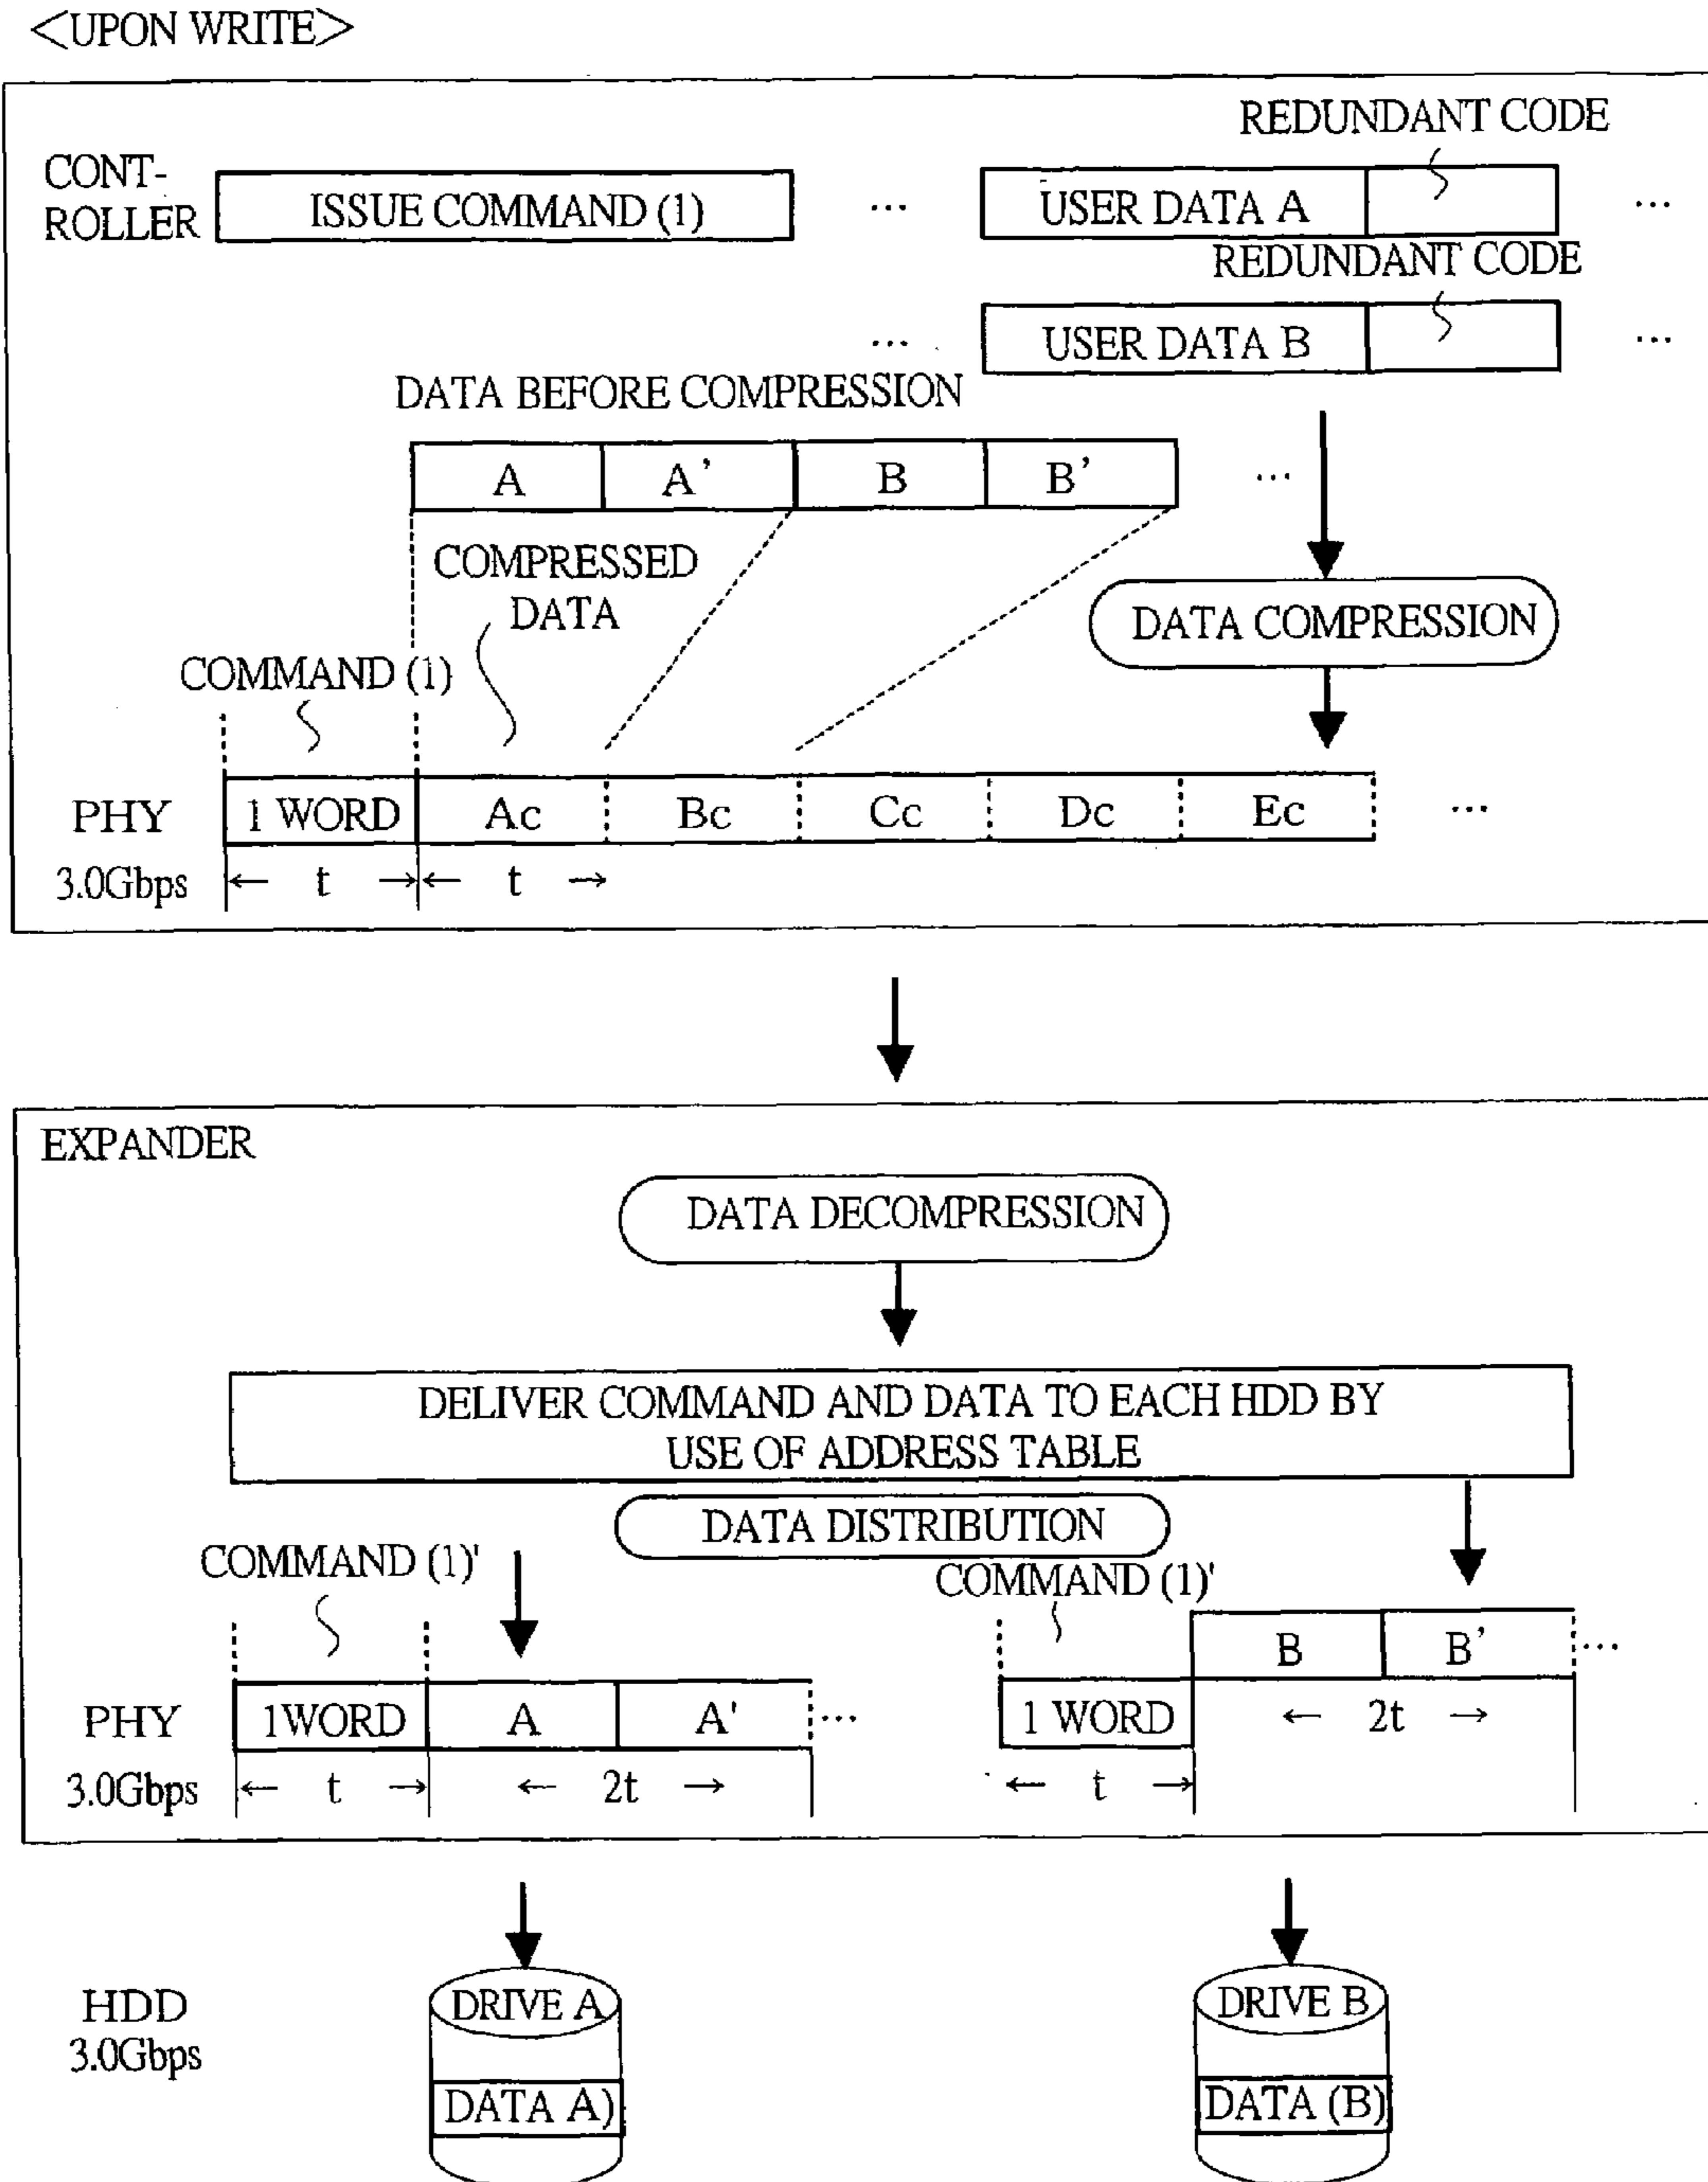 <UPON WRITE>
REDUNDANT CODE
CONT-
ROLLER
ISSUE COMMAND (1)
...
USER DATA A
...
REDUNDANT CODE
...
USER DATA B
...
DATA BEFORE COMPRESSION
A
A'
B
B'
...
COMPRESSED
DATA
DATA COMPRESSION
COMMAND (1)
PHY
1 WORD
Ac
Bc
Cc
Dc
Ec
...
3.0Gbps
← t →
← t →
EXPANDER
DATA DECOMPRESSION
DELIVER COMMAND AND DATA TO EACH HDD BY
USE OF ADDRESS TABLE
DATA DISTRIBUTION
COMMAND (1)'
COMMAND (1)'
B
B'
...
PHY
1WORD
A
A'
...
1 WORD
← 2t →
3.0Gbps
← t →
← 2t →
← t →
HDD
3.0Gbps
DRIVE A
DRIVE B
DATA A)
DATA (B)